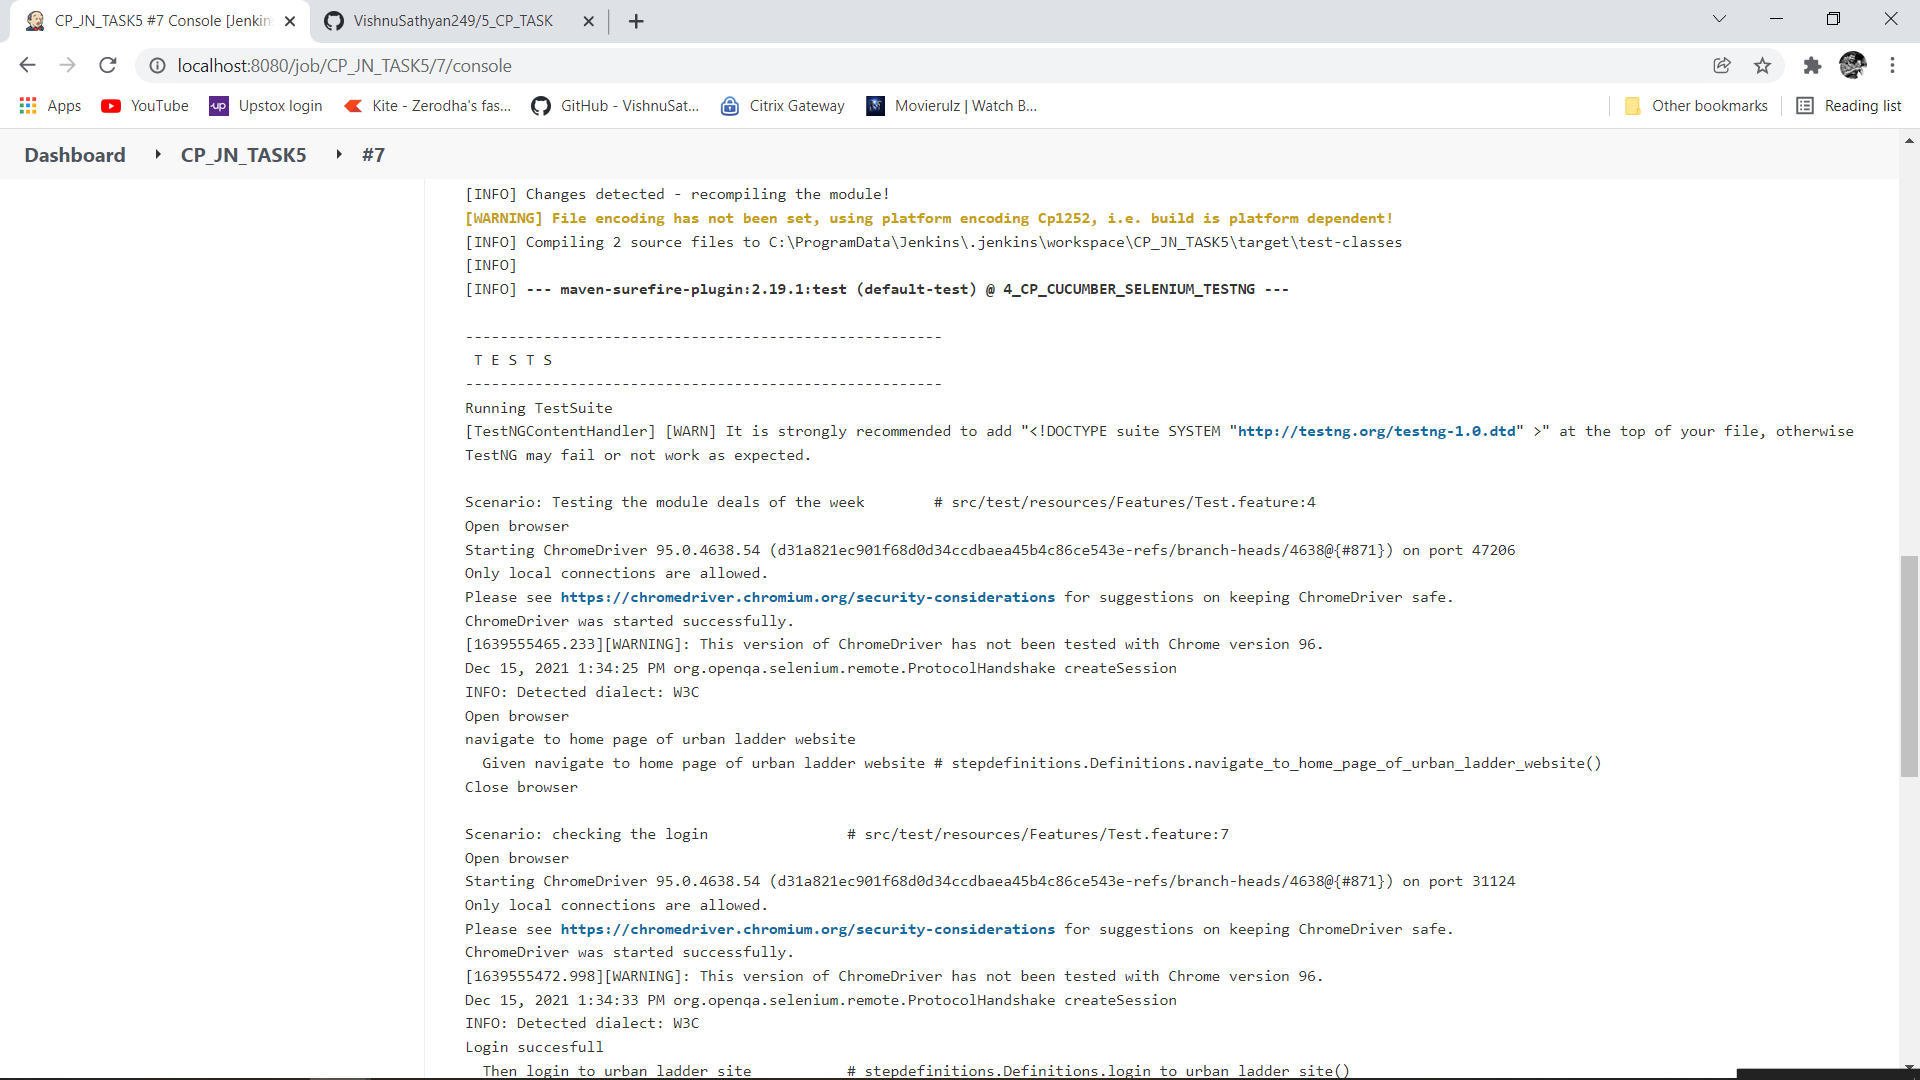 CP_JN_TASK5 #7 Console [Jenkin
VishnuSathyan249/5_CP_TASK
localhost:8080/job/CP_JN_TASK5/7/console
Apps
YouTube
up
Upstox login
Kite - Zerodha's fas...
GitHub - VishnuSat...
Citrix Gateway
Movierulz | Watch B...
Other bookmarks
Reading list
Dashboard
CP_JN_TASK5
#7
[INFO] Changes detected - recompiling the module!
[WARNING] File encoding has not been set, using platform encoding Cp1252, i.e. build is platform dependent!
[INFO] Compiling 2 source files to C:\ProgramData\Jenkins\.jenkins\workspace\CP_JN_TASK5\target\test-classes
[INFO]
[INFO] --- maven-surefire-plugin:2.19.1:test (default-test) @ 4_CP_CUCUMBER_SELENIUM_TESTNG ---
-------------------------------------------------------
T E S T S
-------------------------------------------------------
Running TestSuite
[TestNGContentHandler] [WARN] It is strongly recommended to add "<!DOCTYPE suite SYSTEM "http://testng.org/testng-1.0.dtd" >" at the top of your file, otherwise
TestNG may fail or not work as expected.
Scenario: Testing the module deals of the week        # src/test/resources/Features/Test.feature:4
Open browser
Starting ChromeDriver 95.0.4638.54 (d31a821ec901f68d0d34ccdbaea45b4c86ce543e-refs/branch-heads/4638@{#871}) on port 47206
Only local connections are allowed.
Please see https://chromedriver.chromium.org/security-considerations for suggestions on keeping ChromeDriver safe.
ChromeDriver was started successfully.
[1639555465.233][WARNING]: This version of ChromeDriver has not been tested with Chrome version 96.
Dec 15, 2021 1:34:25 PM org.openqa.selenium.remote.ProtocolHandshake createSession
INFO: Detected dialect: W3C
Open browser
navigate to home page of urban ladder website
Given navigate to home page of urban ladder website # stepdefinitions.Definitions.navigate_to_home_page_of_urban_ladder_website()
Close browser
Scenario: checking the login                # src/test/resources/Features/Test.feature:7
Open browser
Starting ChromeDriver 95.0.4638.54 (d31a821ec901f68d0d34ccdbaea45b4c86ce543e-refs/branch-heads/4638@{#871}) on port 31124
Only local connections are allowed.
Please see https://chromedriver.chromium.org/security-considerations for suggestions on keeping ChromeDriver safe.
ChromeDriver was started successfully.
[1639555472.998][WARNING]: This version of ChromeDriver has not been tested with Chrome version 96.
Dec 15, 2021 1:34:33 PM org.openqa.selenium.remote.ProtocolHandshake createSession
INFO: Detected dialect: W3C
Login succesfull
Then login to urban ladder site           # stepdefinitions.Definitions.login_to_urban_ladder_site()